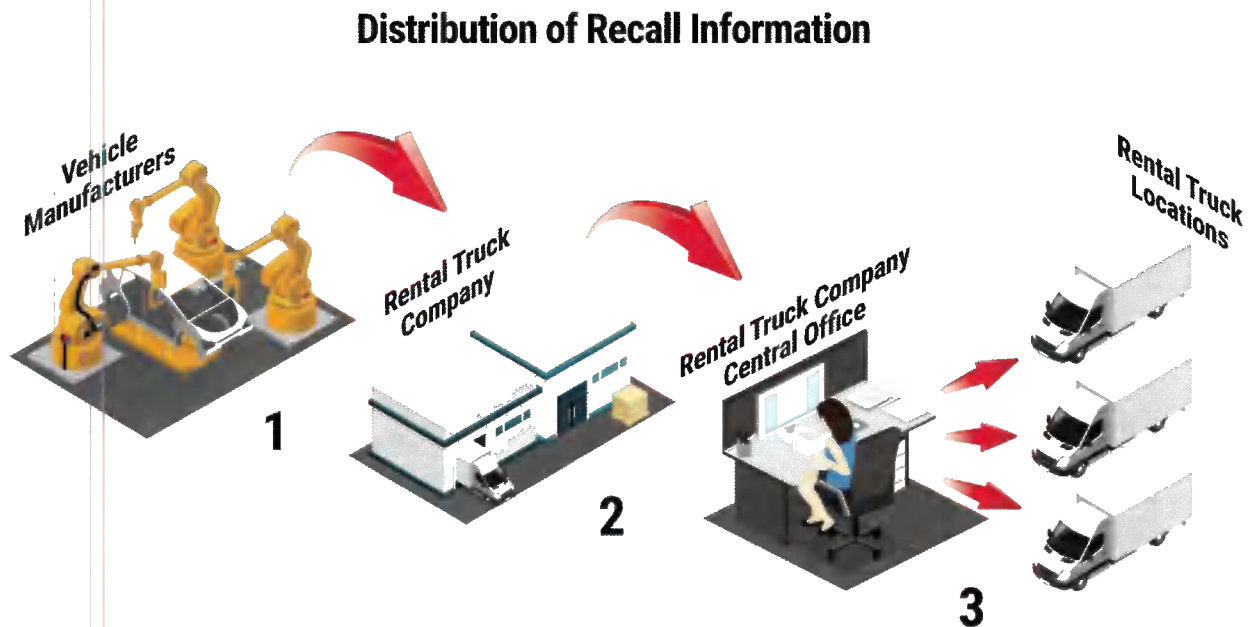 Distribution of Recall Information
Vehicle
Manufacturers
1
Rental Truck
Company
2
Rental Truck Company
Central Office
3
Rental Truck
Locations